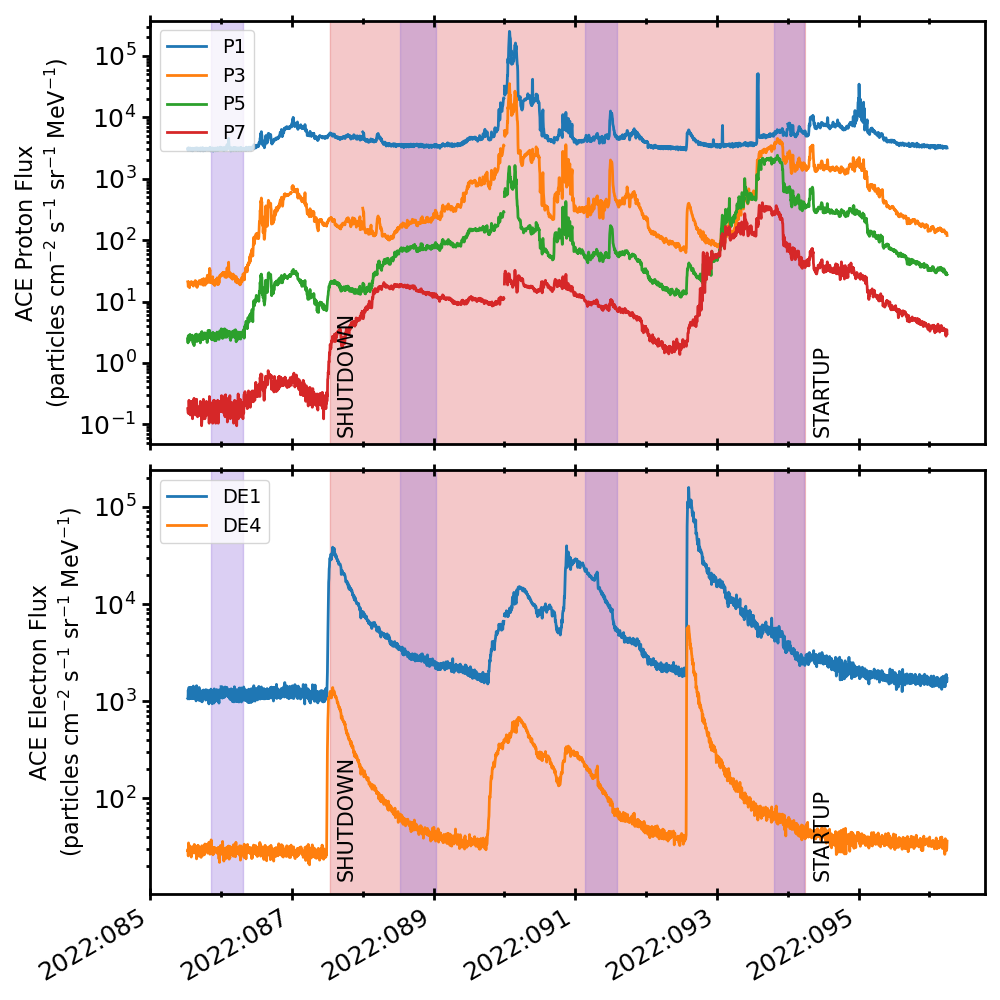 ACE Proton Flux
(particles cm⁻² s⁻¹ sr⁻¹ MeV⁻¹)
10⁵
10⁴
10³
10²
10¹
10⁰
10⁻¹
P1
P3
P5
P7
SHUTDOWN
STARTUP
ACE Electron Flux
(particles cm⁻² s⁻¹ sr⁻¹ MeV⁻¹)
10⁵
10⁴
10³
10²
DE1
DE4
SHUTDOWN
STARTUP
2022:085
2022:087
2022:089
2022:091
2022:093
2022:095